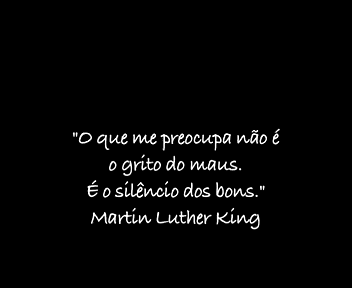 "O que me preocupa não é
o grito do maus.
É o silêncio dos bons."
Martin Luther King